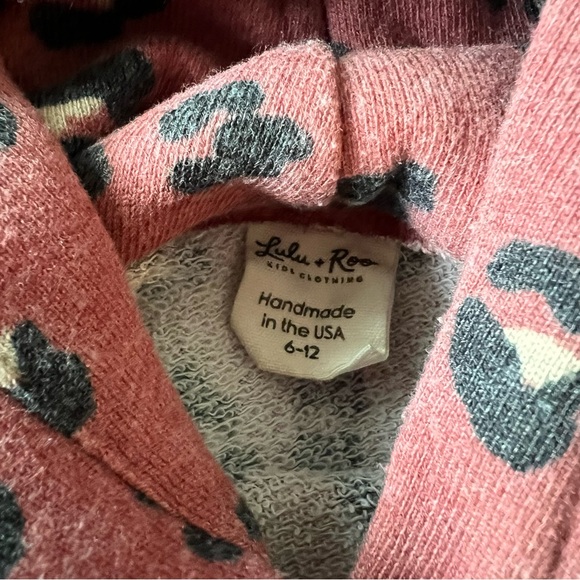 Lulu + Roo
KIDS CLOTHING
Handmade
in the USA
6-12